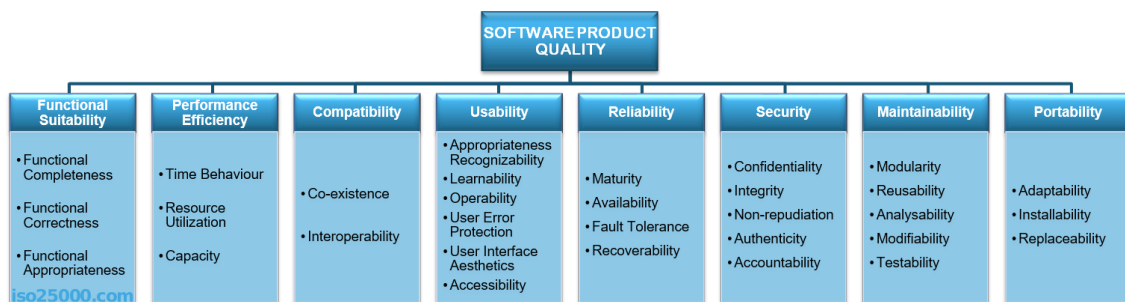 SOFTWARE PRODUCT
QUALITY
Functional
Suitability
• Functional
Completeness
• Functional
Correctness
• Functional
Appropriateness
Performance
Efficiency
• Time Behaviour
• Resource
Utilization
• Capacity
Compatibility
• Co-existence
• Interoperability
Usability
• Appropriateness
Recognizability
• Learnability
• Operability
• User Error
Protection
• User Interface
Aesthetics
• Accessibility
Reliability
• Maturity
• Availability
• Fault Tolerance
• Recoverability
Security
• Confidentiality
• Integrity
• Non-repudiation
• Authenticity
• Accountability
Maintainability
• Modularity
• Reusability
• Analysability
• Modifiability
• Testability
Portability
• Adaptability
• Installability
• Replaceability
iso25000.com